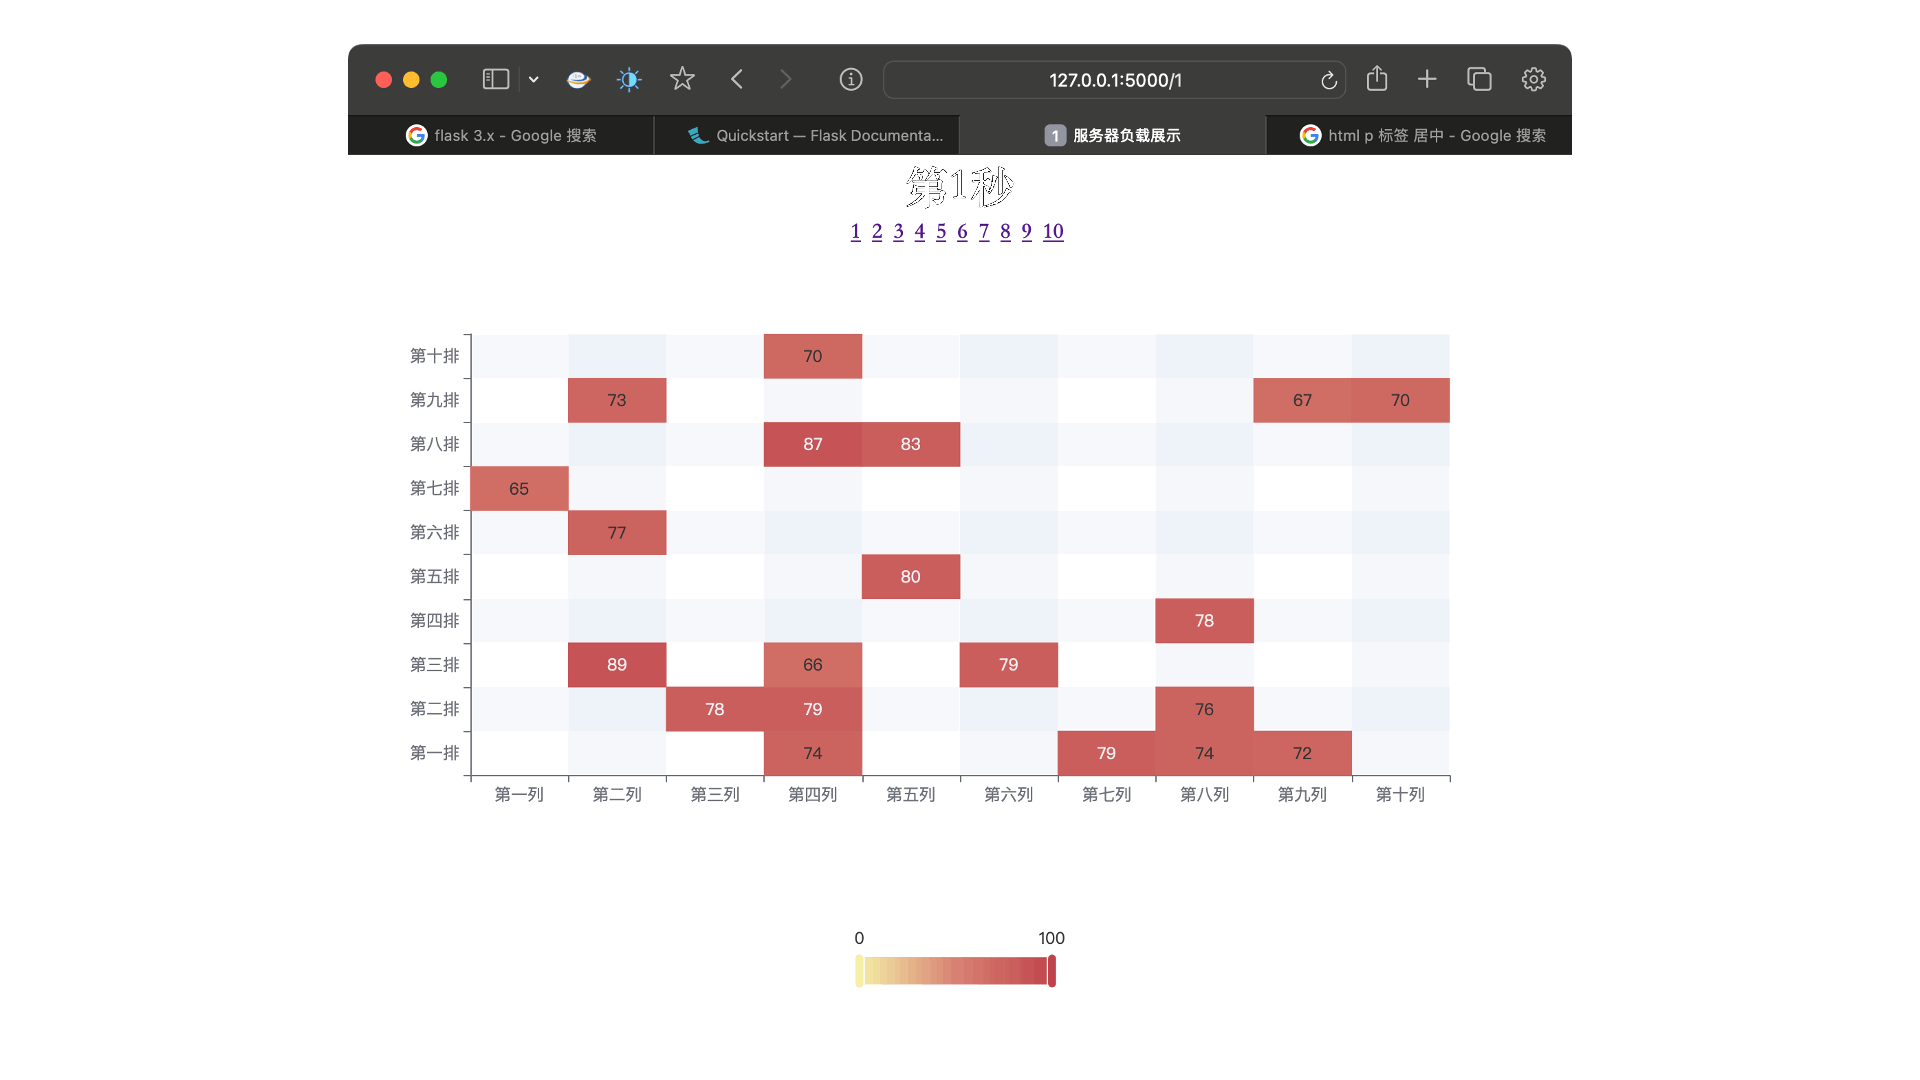 127.0.0.1:5000/1
flask 3.x - Google 搜索
Quickstart — Flask Documenta...
1 服务器负载展示
html p 标签 居中 - Google 搜索
第1秒
1 2 3 4 5 6 7 8 9 10
第十排 70
第九排 73 67 70
第八排 87 83
第七排 65
第六排 77
第五排 80
第四排 78
第三排 89 66 79
第二排 78 79 76
第一排 74 79 74 72
第一列 第二列 第三列 第四列 第五列 第六列 第七列 第八列 第九列 第十列
0 100